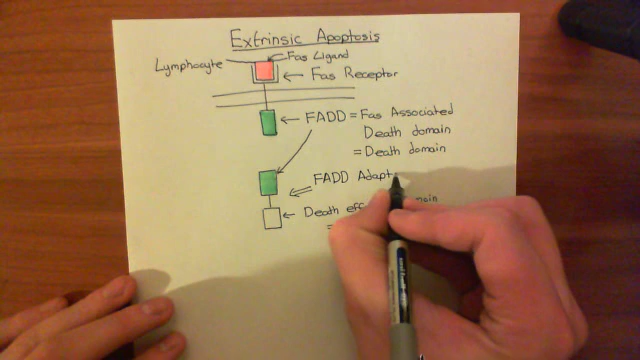 Extrinsic Apoptosis
Lymphocyte
Fas Ligand
← Fas Receptor
← FADD = Fas Associated
Death domain
= Death domain
FADD Adapt
← Death eff
=